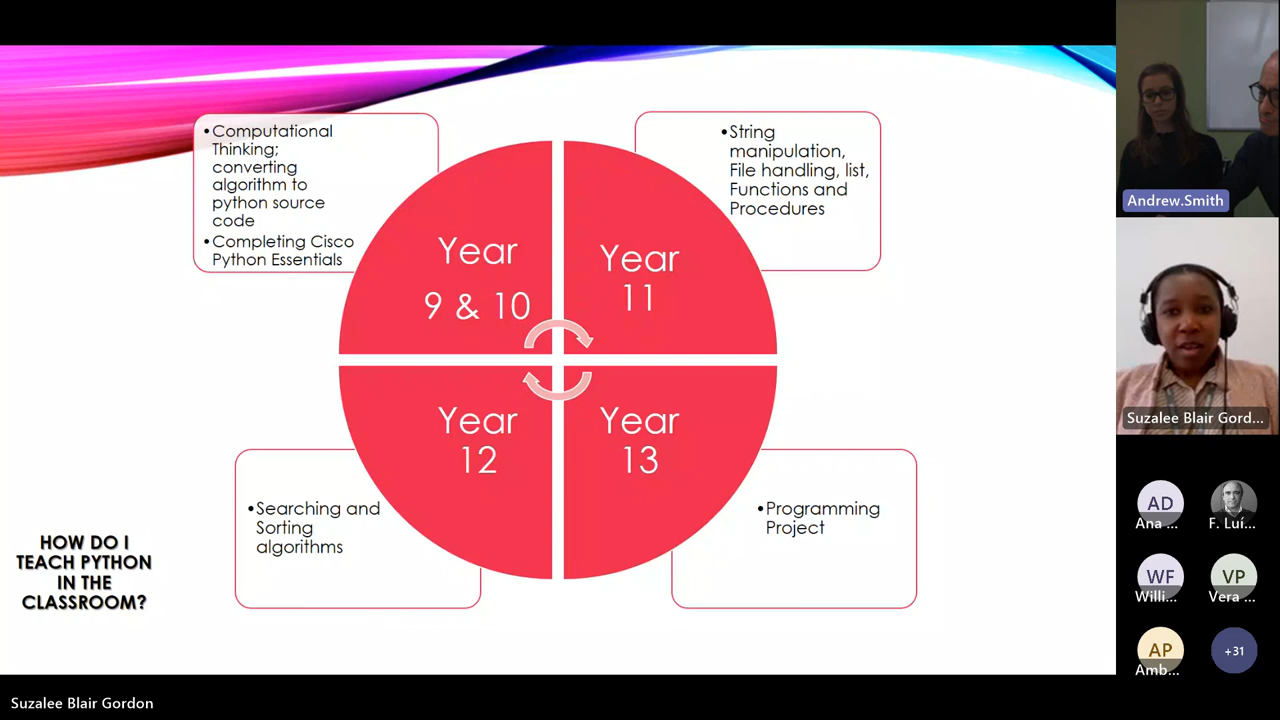 •Computational
Thinking;
converting
algorithm to
python source
code
•Completing Cisco
Python Essentials
•String
manipulation,
File handling, list,
Functions and
Procedures
Year
9 & 10
Year
11
Year
12
Year
13
•Searching and
Sorting
algorithms
•Programming
Project
HOW DO I
TEACH PYTHON
IN THE
CLASSROOM?
Andrew.Smith
Suzalee Blair Gord...
AD
Ana ...
F. Luí...
WF
Willi...
VP
Vera ...
AP
Amb...
+31
Suzalee Blair Gordon